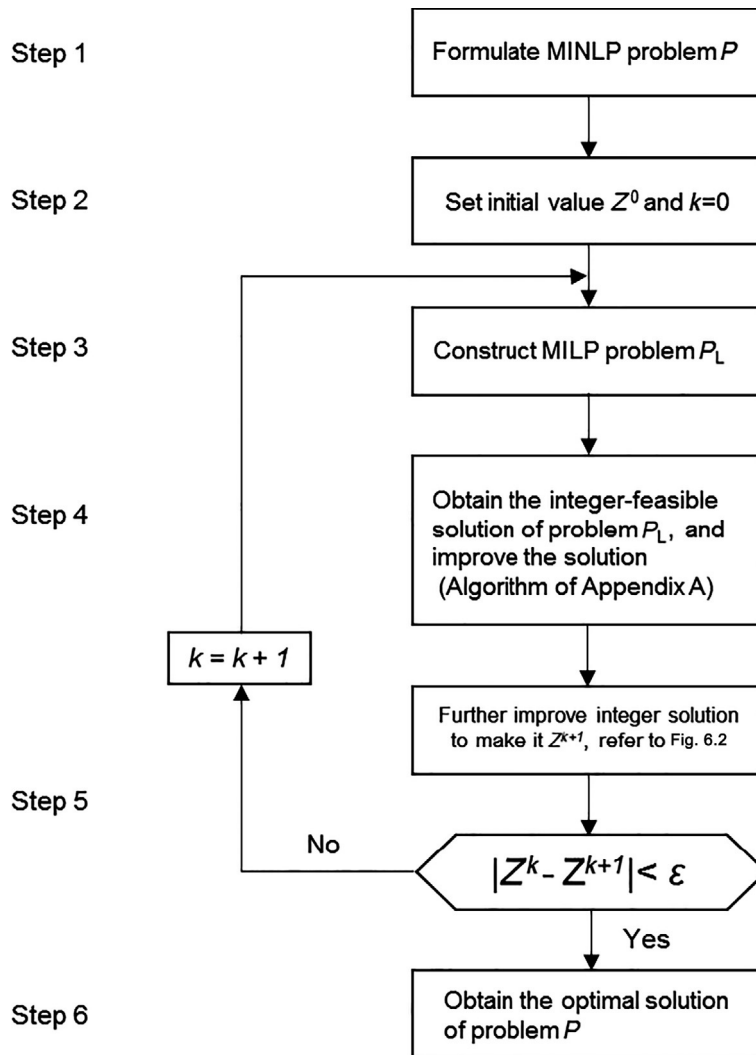 Step 1
Formulate MINLP problem P
Step 2
Set initial value Z⁰ and k=0
Step 3
Construct MILP problem P_L
Step 4
Obtain the integer-feasible
solution of problem P_L, and
improve the solution
(Algorithm of Appendix A)
k = k + 1
Further improve integer solution
to make it Z^{k+1}, refer to Fig. 6.2
Step 5
No
|Z^k - Z^{k+1}| < ε
Yes
Step 6
Obtain the optimal solution
of problem P